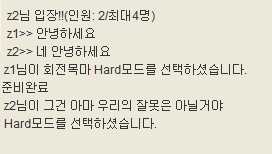 z2님 입장!!(인원: 2/최대4명)
z1>> 안녕하세요
z2>> 네 안녕하세요
z1님이 회전목마 Hard모드를 선택하셨습니다.
준비완료
z2님이 그건 아마 우리의 잘못은 아닐거야
Hard모드를 선택하셨습니다.